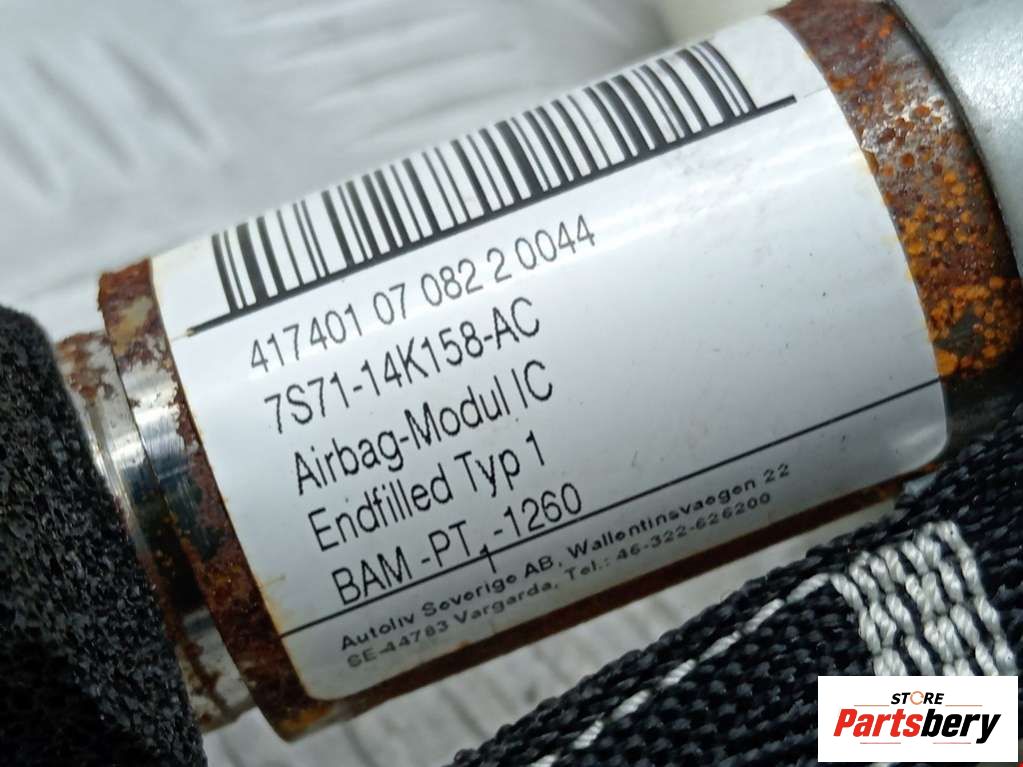 417401 07 082 2 0044
7S71-14K158-AC
Airbag-Modul IC
Endfilled Typ 1
BAM-PT1-1260
Autoliv Sverige AB, Wallentinsvaegen 22
SE-44783 Vargarda, Tel.: 46-322-626200
STORE
Partsbery